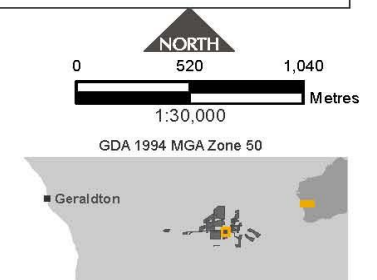 NORTH
0 520 1,040
Metres
1:30,000
GDA 1994 MGA Zone 50
Geraldton